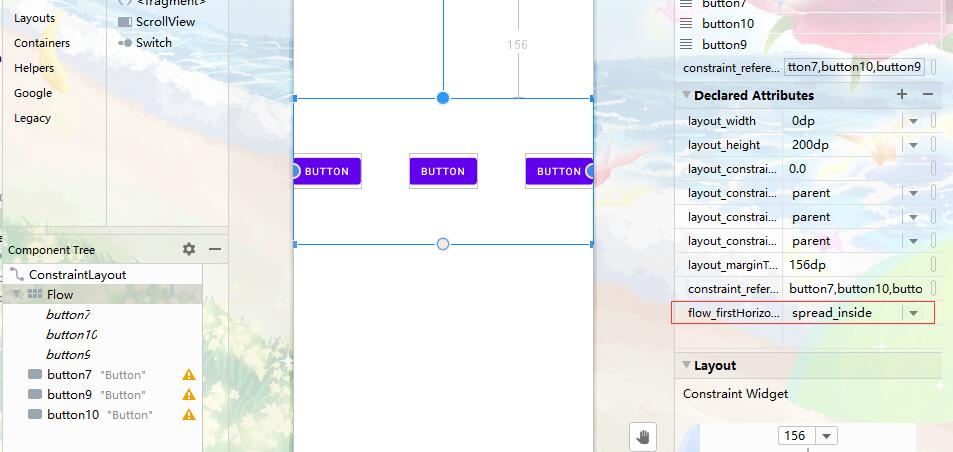 <fragment>
Layouts
ScrollView
Containers
Switch
Helpers
Google
Legacy
156
BUTTON
BUTTON
BUTTON
Component Tree
ConstraintLayout
Flow
button7
button10
button9
button7 "Button"
button9 "Button"
button10 "Button"
button7
button10
button9
constraint_refere... tton7,button10,button9
Declared Attributes
layout_width 0dp
layout_height 200dp
layout_constrai... 0.0
layout_constrai... parent
layout_constrai... parent
layout_constrai... parent
layout_marginT... 156dp
constraint_refer... button7,button10,butto
flow_firstHorizo... spread_inside
Layout
Constraint Widget
156